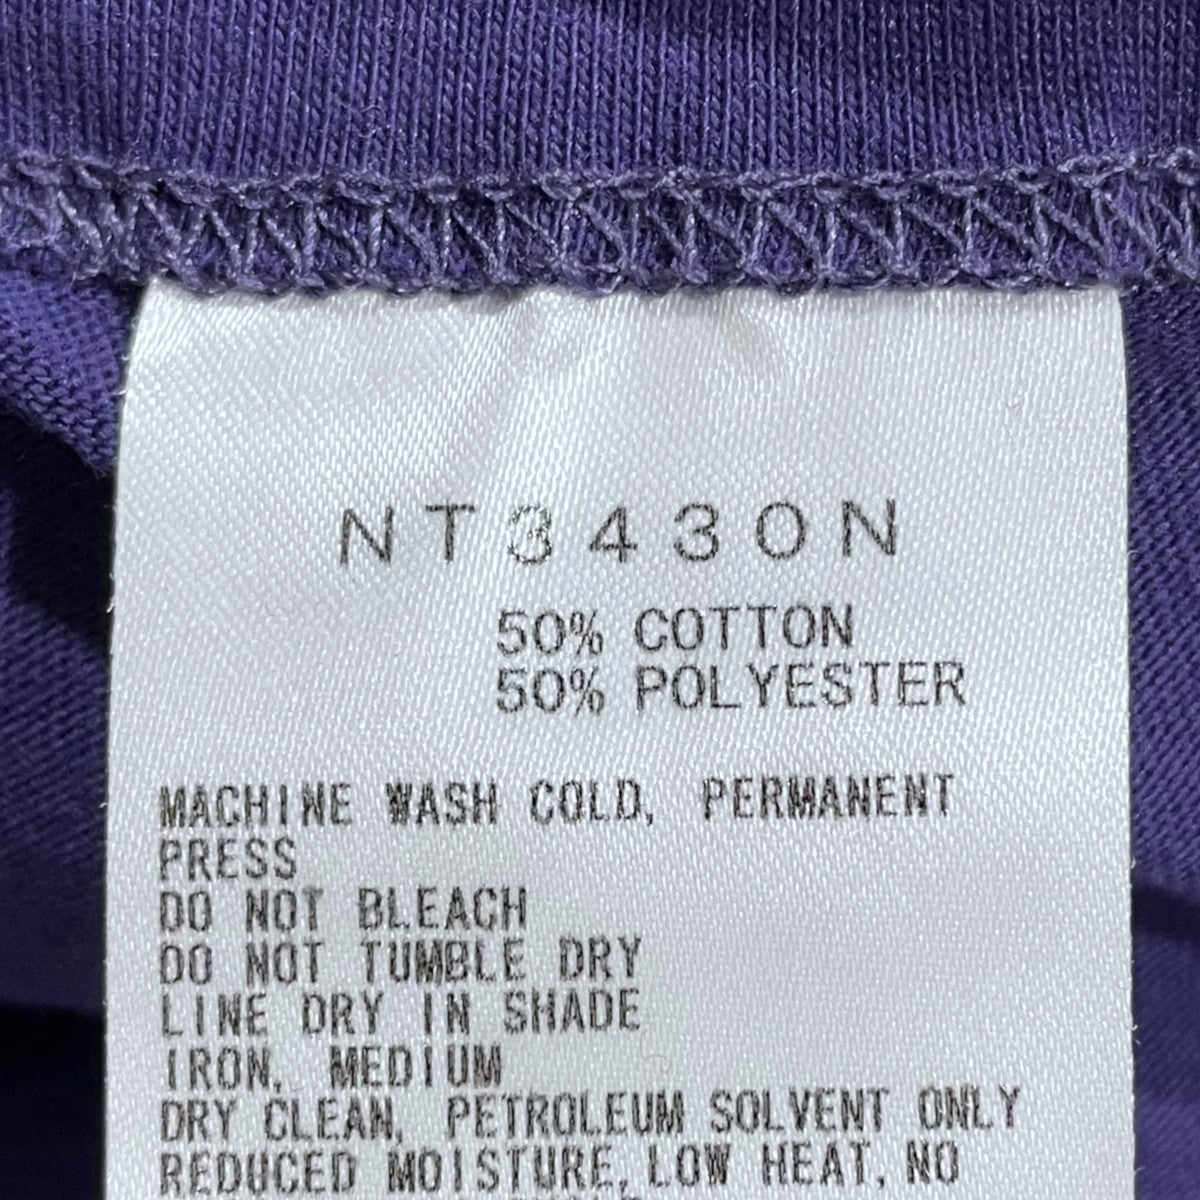 NT3430N
50% COTTON
50% POLYESTER
MACHINE WASH COLD, PERMANENT
PRESS
DO NOT BLEACH
DO NOT TUMBLE DRY
LINE DRY IN SHADE
IRON, MEDIUM
DRY CLEAN, PETROLEUM SOLVENT ONLY
REDUCED MOISTURE, LOW HEAT, NO